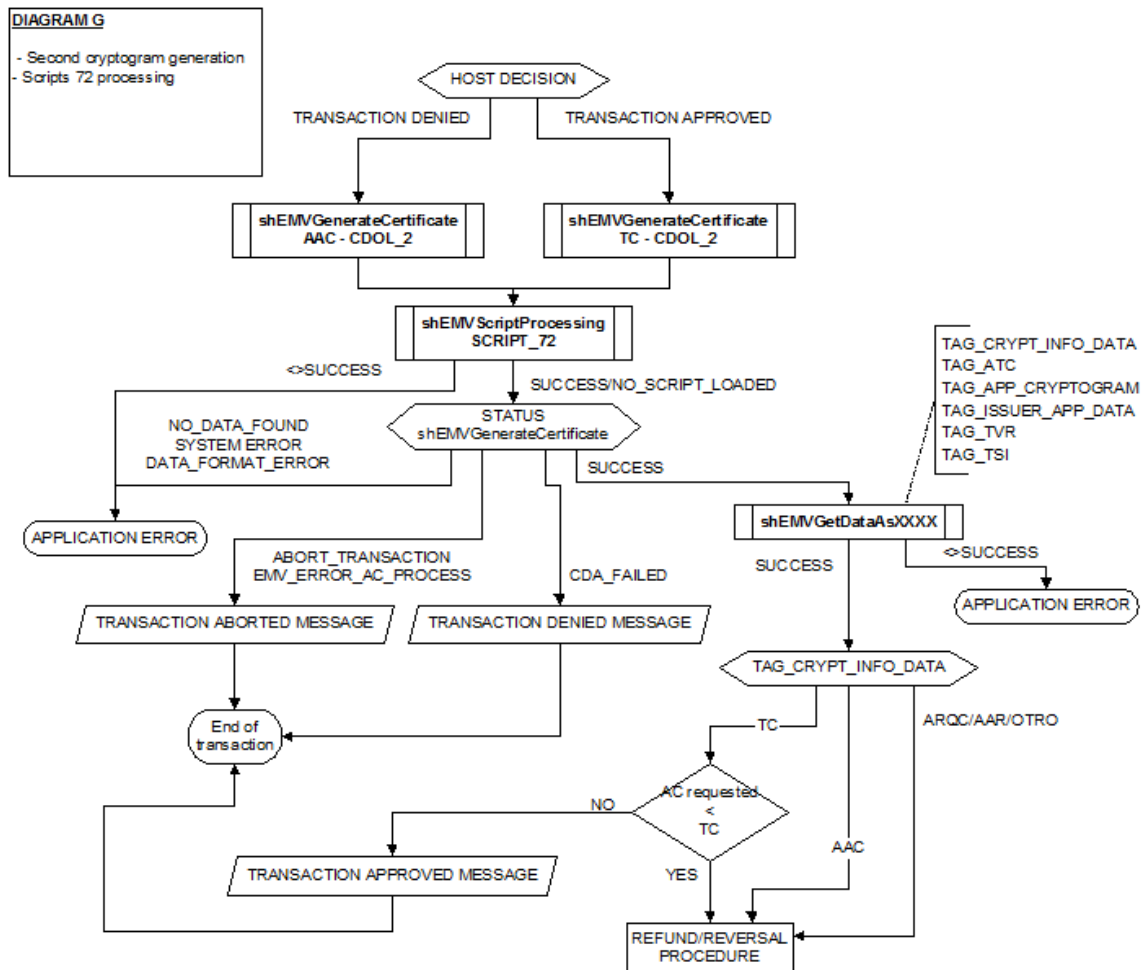 DIAGRAM G
- Second cryptogram generation
- Scripts 72 processing
HOST DECISION
TRANSACTION DENIED
TRANSACTION APPROVED
shEMVGenerateCertificate
AAC - CDOL_2
shEMVGenerateCertificate
TC - CDOL_2
shEMVScriptProcessing
SCRIPT_72
<>SUCCESS
SUCCESS/NO_SCRIPT_LOADED
TAG_CRYPT_INFO_DATA
TAG_ATC
TAG_APP_CRYPTOGRAM
TAG_ISSUER_APP_DATA
TAG_TVR
TAG_TSI
NO_DATA_FOUND
SYSTEM ERROR
DATA_FORMAT_ERROR
STATUS
shEMVGenerateCertificate
SUCCESS
shEMVGetDataAsXXXX
APPLICATION ERROR
ABORT_TRANSACTION
EMV_ERROR_AC_PROCESS
CDA_FAILED
SUCCESS
<>SUCCESS
APPLICATION ERROR
TRANSACTION ABORTED MESSAGE
TRANSACTION DENIED MESSAGE
TAG_CRYPT_INFO_DATA
End of
transaction
TC
ARQC/AAR/OTRO
AC requested
<
TC
NO
AAC
YES
TRANSACTION APPROVED MESSAGE
REFUND/REVERSAL
PROCEDURE